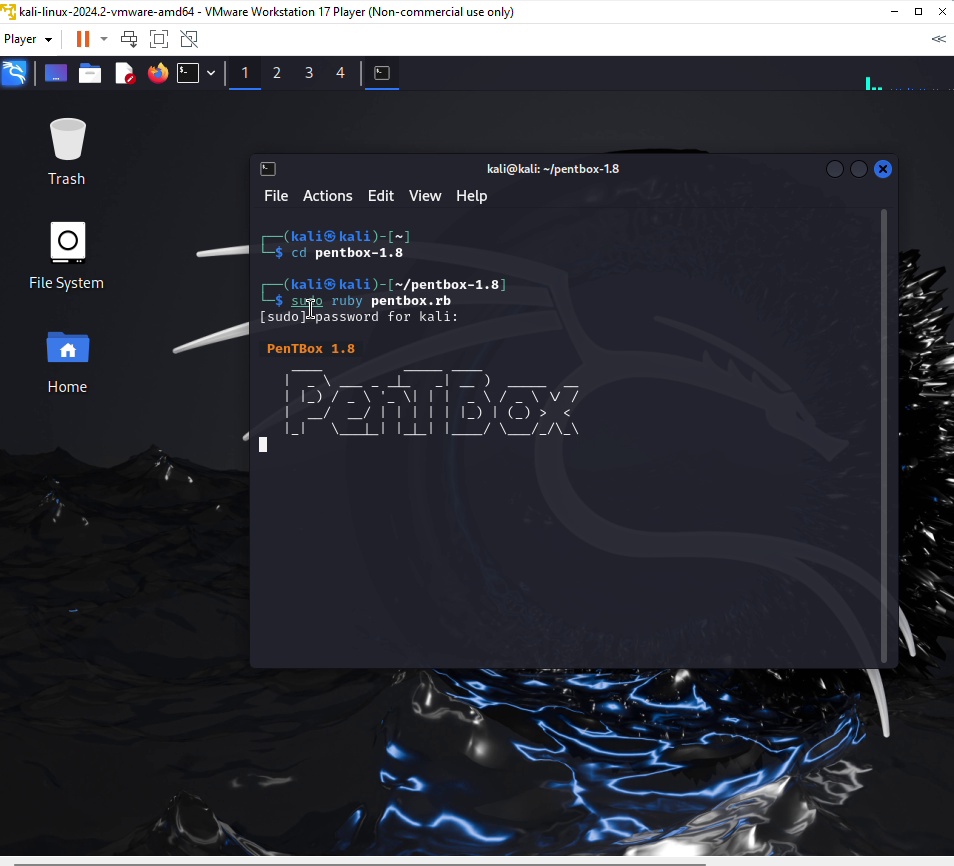 kali-linux-2024.2-vmware-amd64 - VMware Workstation 17 Player (Non-commercial use only)
Player
1 2 3 4
Trash
File System
Home
kali@kali: ~/pentbox-1.8
File Actions Edit View Help
┌──(kali㉿kali)-[~]
└─$ cd pentbox-1.8
┌──(kali㉿kali)-[~/pentbox-1.8]
└─$ sudo ruby pentbox.rb
[sudo] password for kali:
PenTBox 1.8
PenTBox